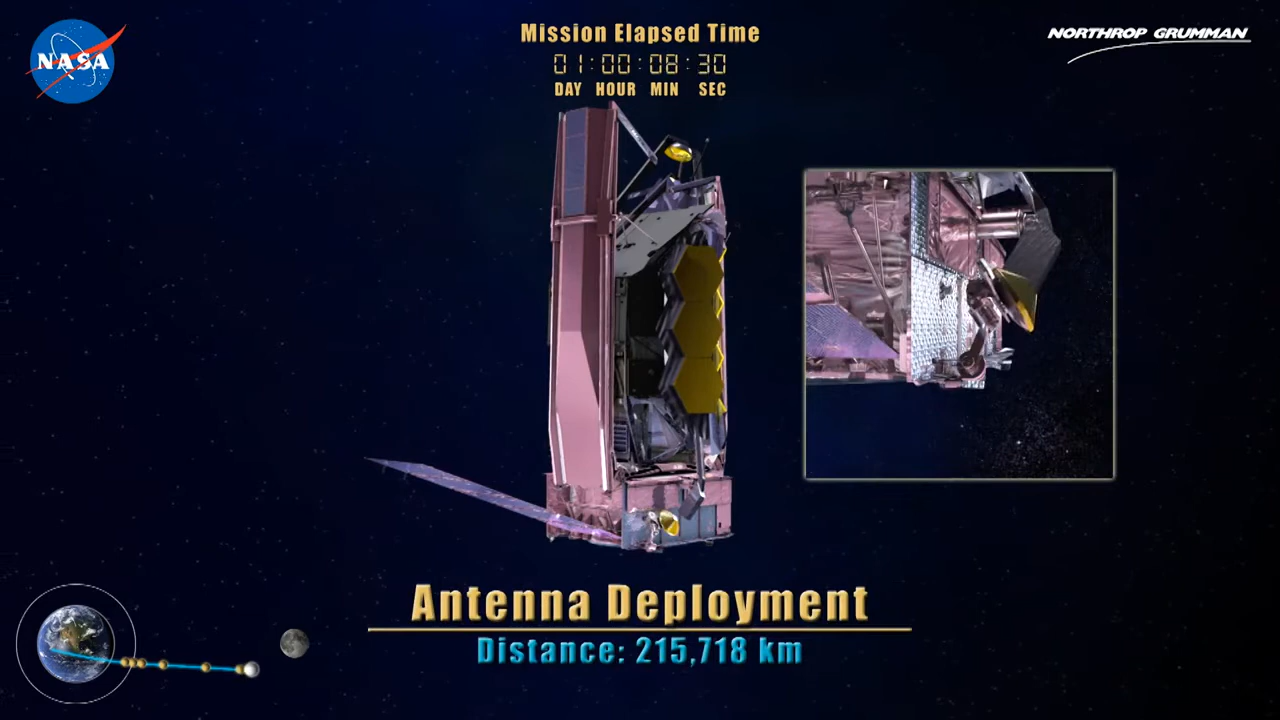 NASA
Mission Elapsed Time
01:00:08:30
DAY HOUR MIN SEC
NORTHROP GRUMMAN
Antenna Deployment
Distance: 215,718 km